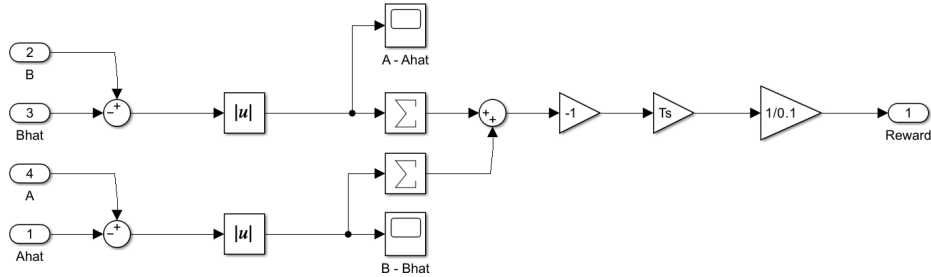 2
B
3
Bhat
4
A
1
Ahat
+
−
|u|
A - Ahat
∑
+
+
-1
Ts
1/0.1
1
Reward
+
−
|u|
∑
B - Bhat